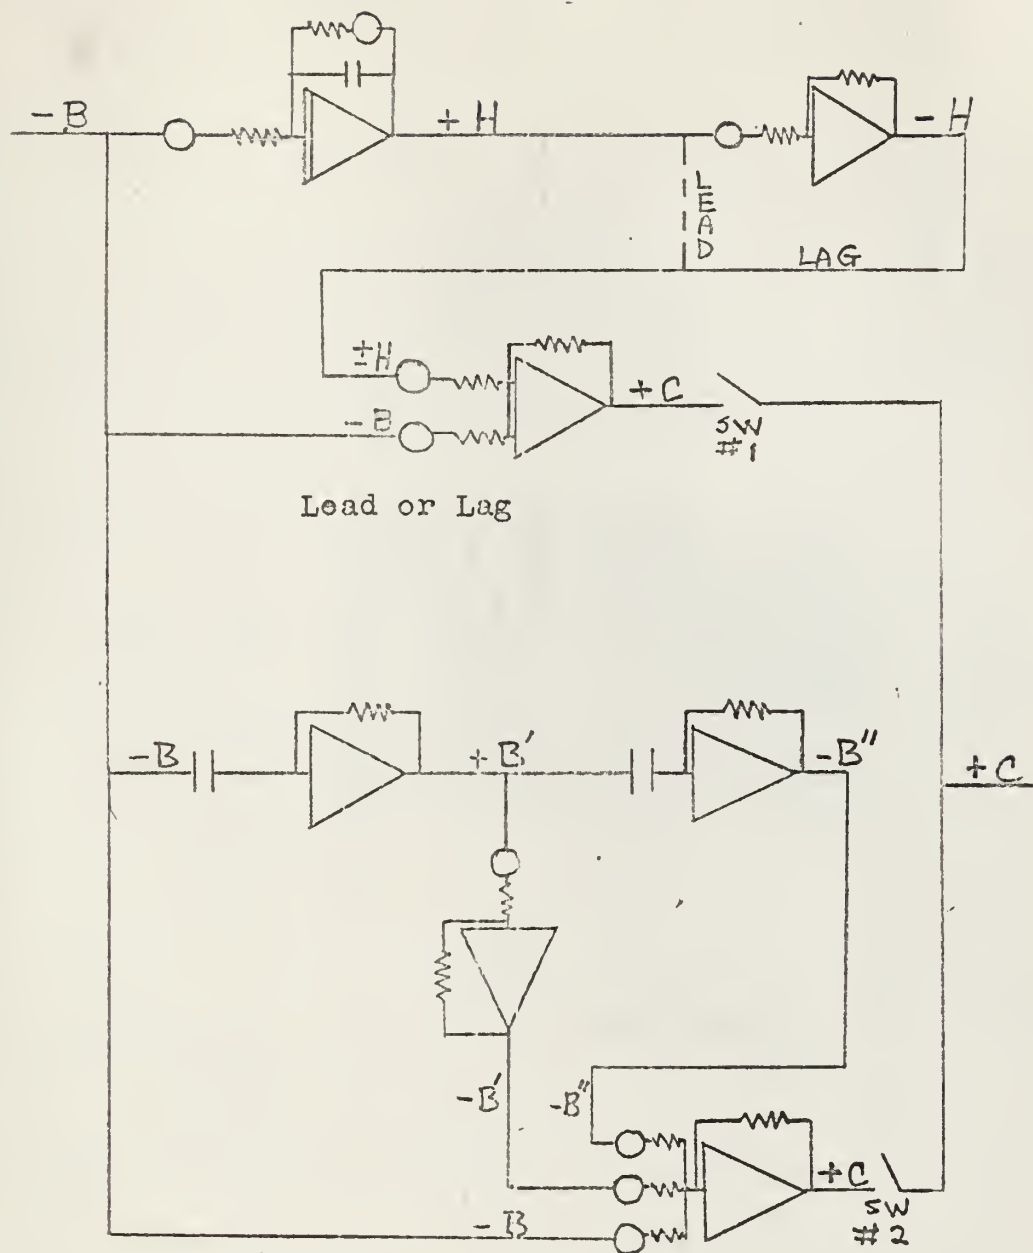 -B
+H
-H
LEAD
LAG
±H
-B
+C
SW
#1
Lead or Lag
-B
+B'
-B"
+C
-B'
-B"
+C
SW
#2
-B